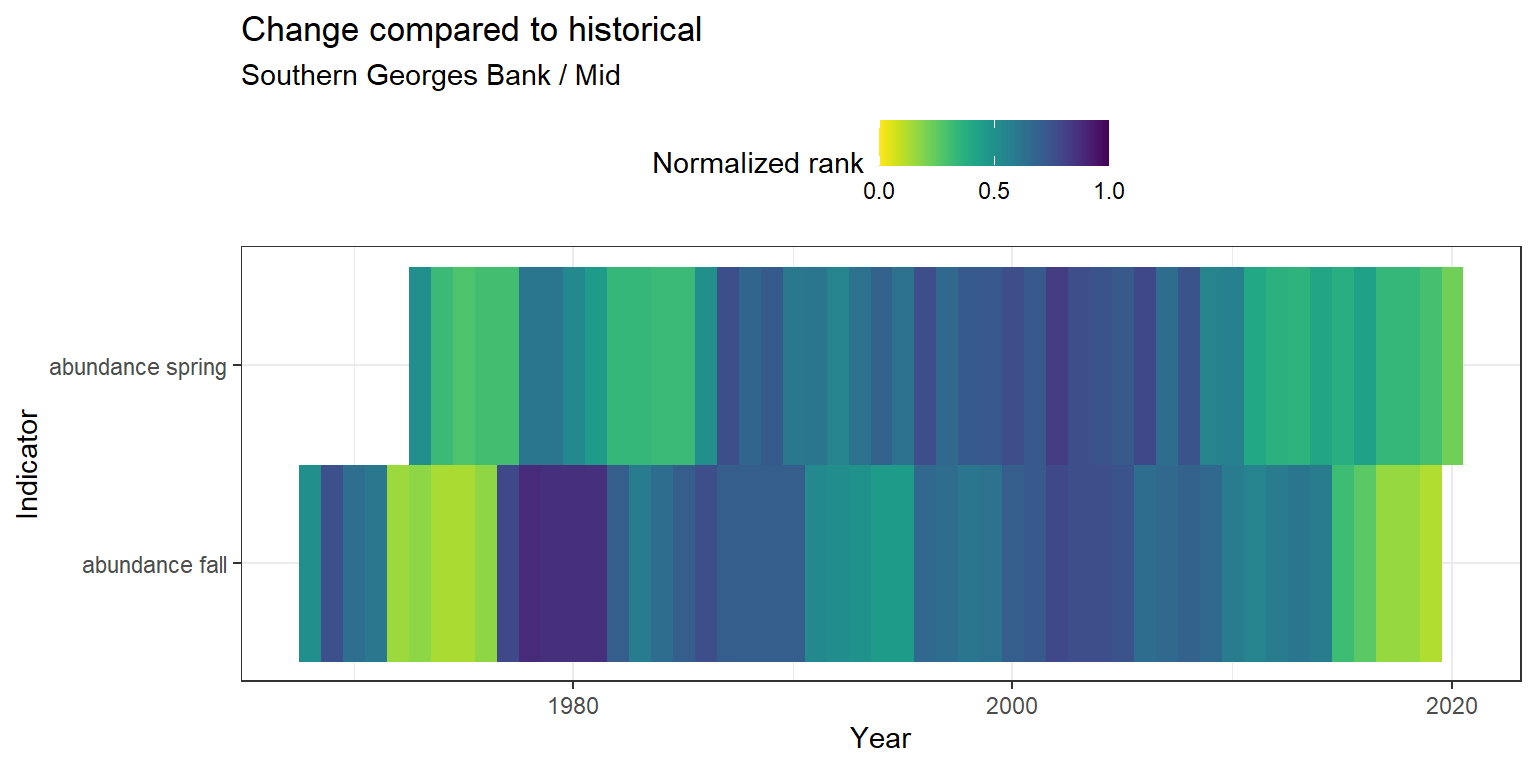 Change compared to historical
Southern Georges Bank / Mid
Normalized rank
0.0 0.5 1.0
Indicator
abundance spring
abundance fall
1980 2000 2020
Year